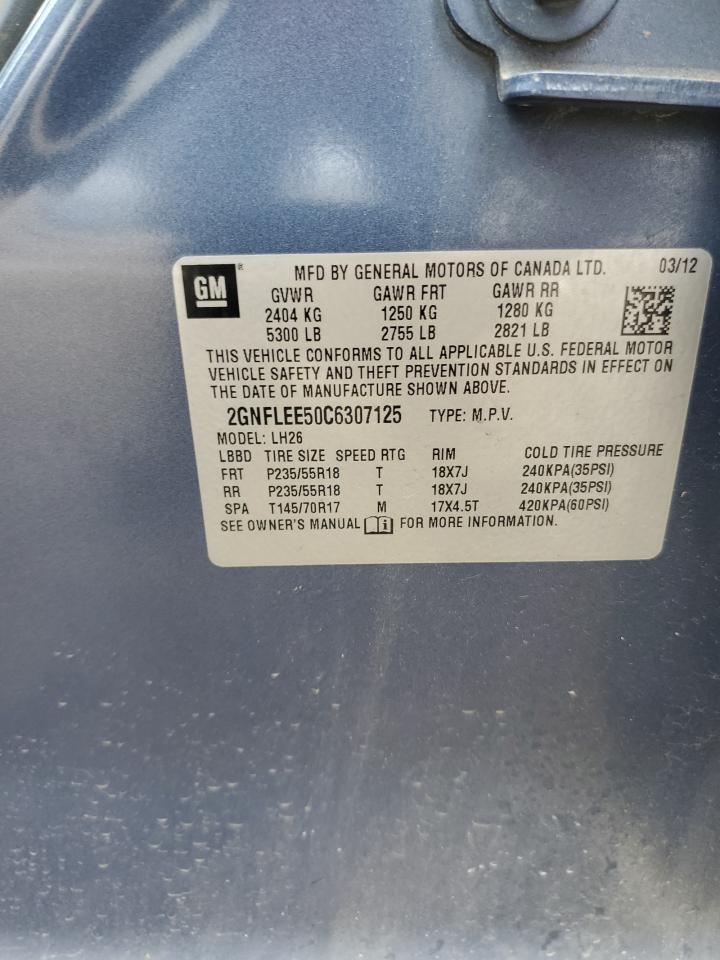 GM ® MFD BY GENERAL MOTORS OF CANADA LTD. 03/12
GVWR GAWR FRT GAWR RR
2404 KG 1250 KG 1280 KG
5300 LB 2755 LB 2821 LB
THIS VEHICLE CONFORMS TO ALL APPLICABLE U.S. FEDERAL MOTOR
VEHICLE SAFETY AND THEFT PREVENTION STANDARDS IN EFFECT ON
THE DATE OF MANUFACTURE SHOWN ABOVE.
2GNFLEE50C6307125 TYPE: M.P.V.
MODEL: LH26
LBBD TIRE SIZE SPEED RTG RIM COLD TIRE PRESSURE
FRT P235/55R18 T 18X7J 240KPA(35PSI)
RR P235/55R18 T 18X7J 240KPA(35PSI)
SPA T145/70R17 M 17X4.5T 420KPA(60PSI)
SEE OWNER'S MANUAL i FOR MORE INFORMATION.